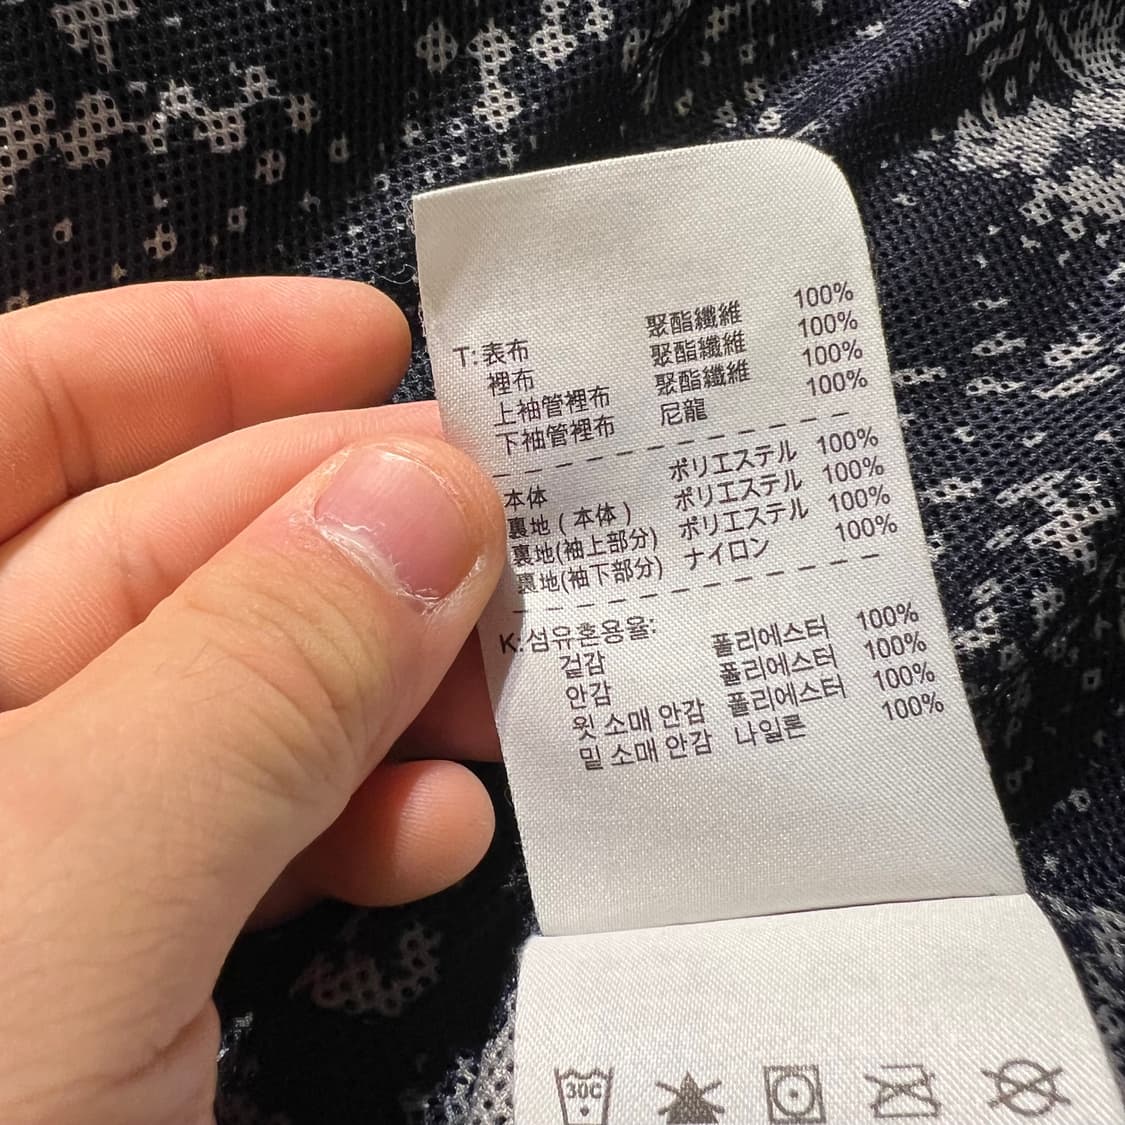 T: 表布 聚酯纖維 100%
裡布 聚酯纖維 100%
上袖管裡布 聚酯纖維 100%
下袖管裡布 尼龍 100%
本体 ポリエステル 100%
裏地 ( 本体 ) ポリエステル 100%
裏地(袖上部分) ポリエステル 100%
裏地(袖下部分) ナイロン 100%
K: 섬유혼용율:
겉감 폴리에스터 100%
안감 폴리에스터 100%
윗 소매 안감 폴리에스터 100%
밑 소매 안감 나일론 100%
30C